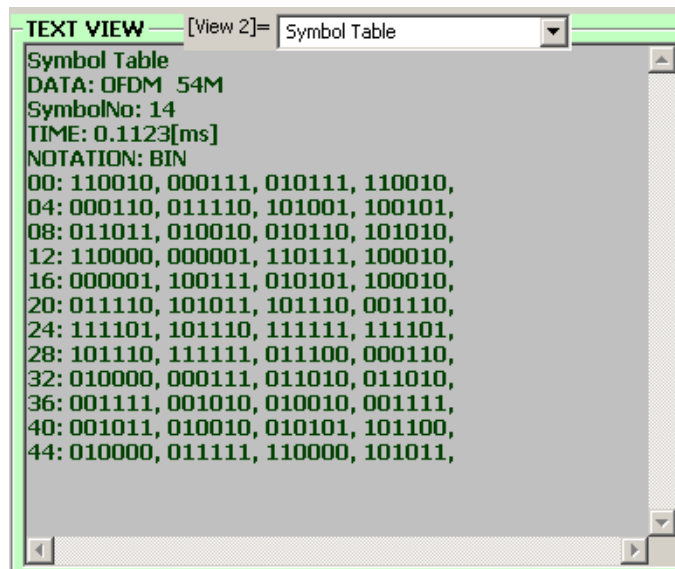 TEXT VIEW [View 2]= Symbol Table
Symbol Table
DATA: OFDM 54M
SymbolNo: 14
TIME: 0.1123[ms]
NOTATION: BIN
00: 110010, 000111, 010111, 110010,
04: 000110, 011110, 101001, 100101,
08: 011011, 010010, 010110, 101010,
12: 110000, 000001, 110111, 100010,
16: 000001, 100111, 010101, 100010,
20: 011110, 101011, 101110, 001110,
24: 111101, 101110, 111111, 111101,
28: 101110, 111111, 011100, 000110,
32: 010000, 000111, 011010, 011010,
36: 001111, 001010, 010010, 001111,
40: 001011, 010010, 010101, 101100,
44: 010000, 011111, 110000, 101011,